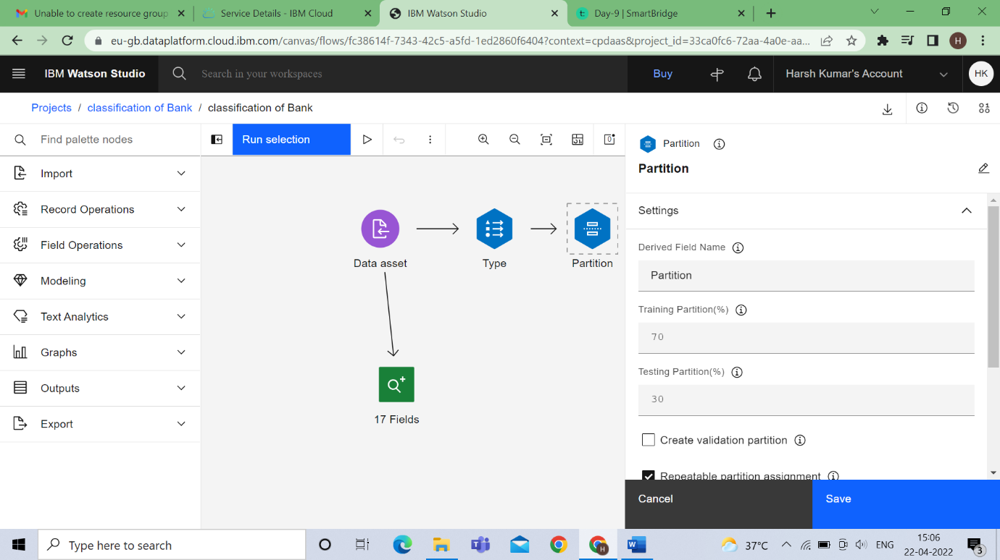 Unable to create resource group
Service Details - IBM Cloud
IBM Watson Studio
Day-9 | SmartBridge
eu-gb.dataplatform.cloud.ibm.com/canvas/flows/fc38614f-7343-42c5-a5fd-1ed2860f6404?context=cpdaas&project_id=33ca0fc6-72aa-4a0e-aa...
H
IBM Watson Studio
Search in your workspaces
Buy
Harsh Kumar's Account
HK
Projects / classification of Bank / classification of Bank
Find palette nodes
Run selection
Partition
Partition
Import
Record Operations
Field Operations
Modeling
Text Analytics
Graphs
Outputs
Export
Data asset
Type
Partition
17 Fields
Settings
Derived Field Name
Partition
Training Partition(%)
70
Testing Partition(%)
30
Create validation partition
Repeatable partition assignment
Cancel
Save
Type here to search
37°C
ENG
15:06
22-04-2022
3